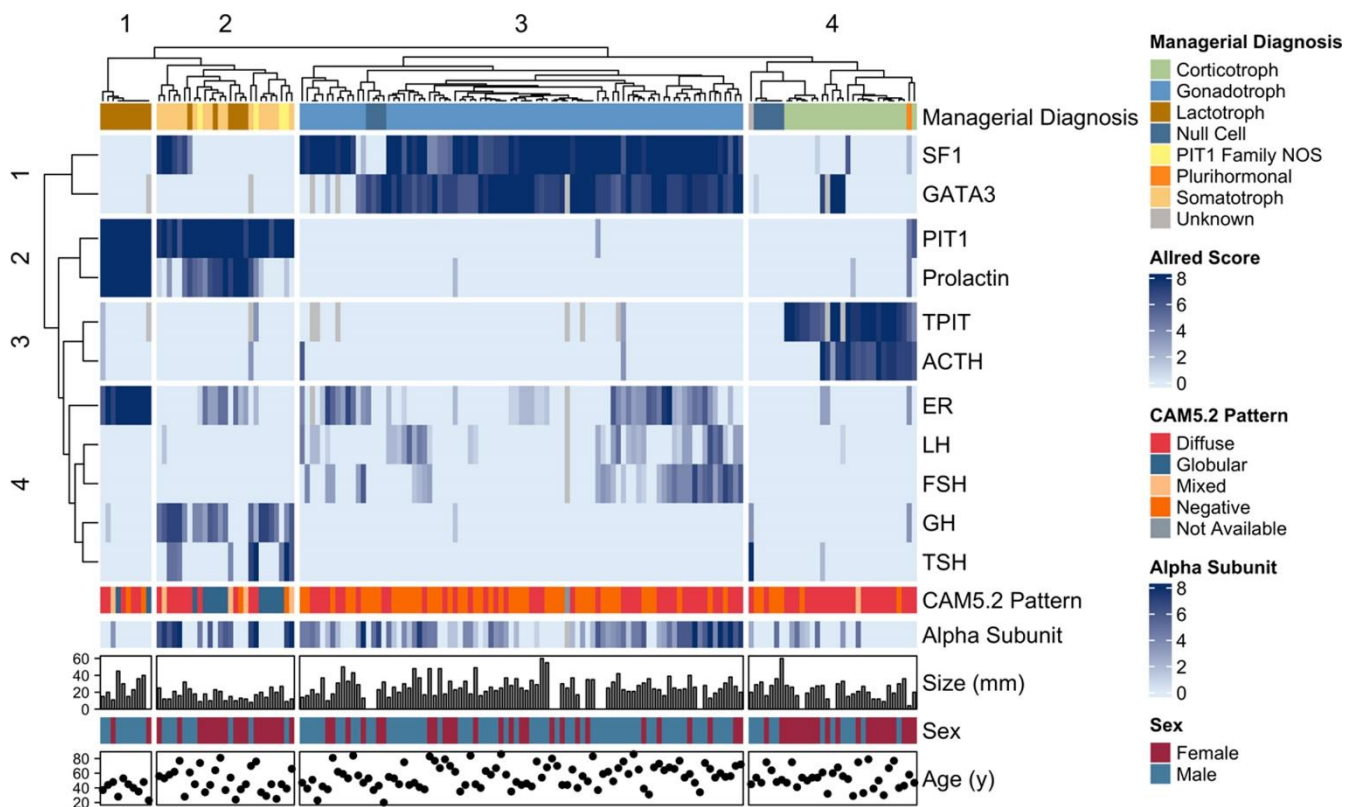 1 2 3 4
Managerial Diagnosis
SF1
GATA3
PIT1
Prolactin
TPIT
ACTH
ER
LH
FSH
GH
TSH
CAM5.2 Pattern
Alpha Subunit
Size (mm)
Sex
Age (y)
1
2
3
4
60
40
20
0
80
60
40
20
Managerial Diagnosis
Corticotroph
Gonadotroph
Lactotroph
Null Cell
PIT1 Family NOS
Plurihormonal
Somatotroph
Unknown
Allred Score
8
6
4
2
0
CAM5.2 Pattern
Diffuse
Globular
Mixed
Negative
Not Available
Alpha Subunit
8
6
4
2
0
Sex
Female
Male